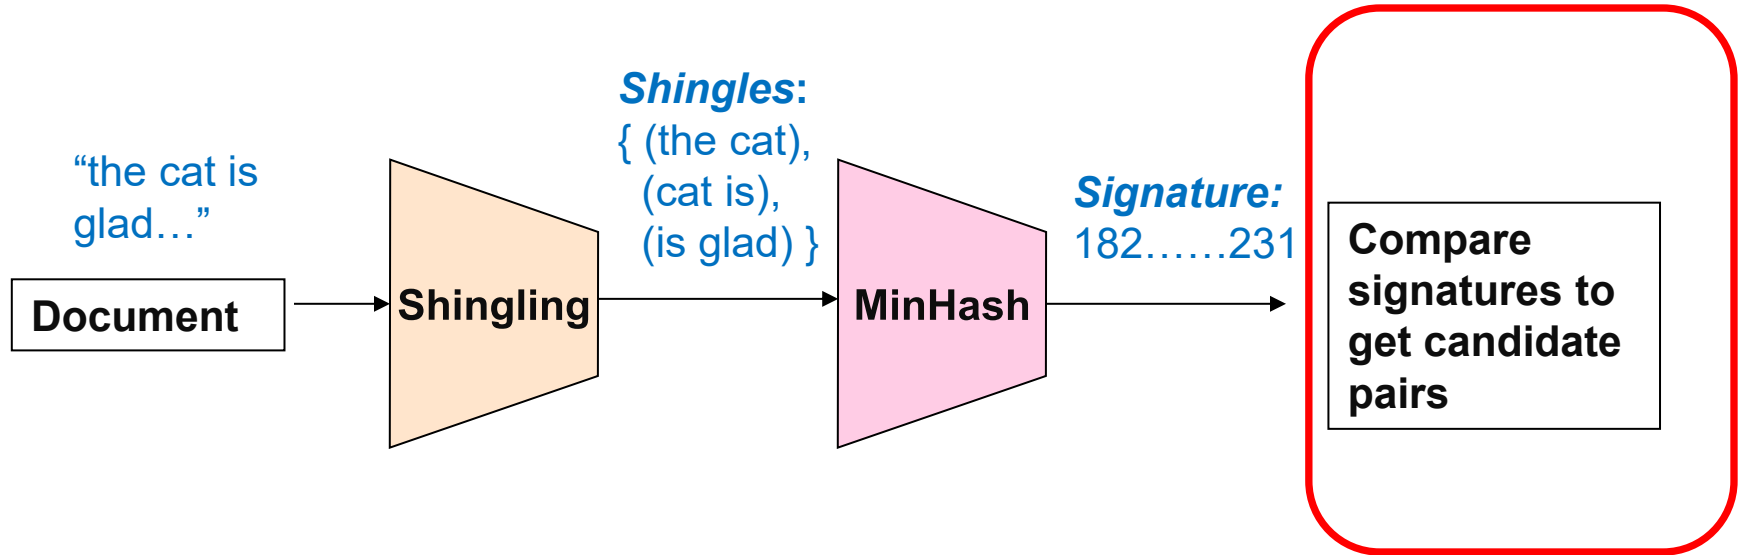 “the cat is
glad…”
Document
Shingling
Shingles:
{ (the cat),
(cat is),
(is glad) }
MinHash
Signature:
182……231
Compare
signatures to
get candidate
pairs